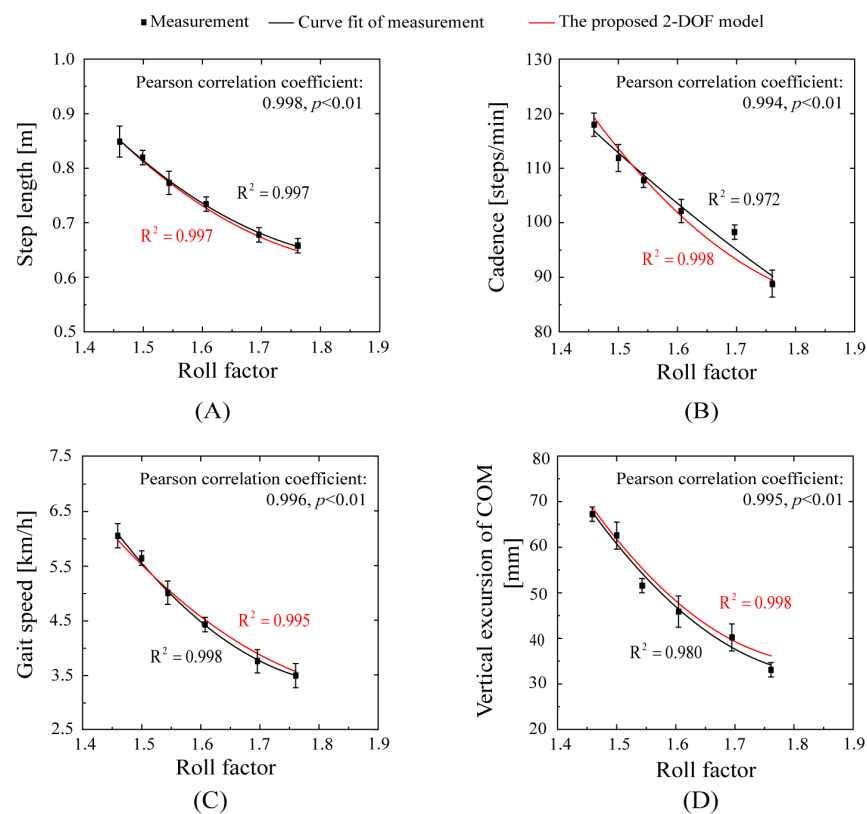 Measurement
Curve fit of measurement
The proposed 2-DOF model
1.0
0.9
0.8
0.7
0.6
0.5
Step length [m]
Pearson correlation coefficient:
0.998, p<0.01
R² = 0.997
R² = 0.997
1.4 1.5 1.6 1.7 1.8 1.9
Roll factor
(A)
130
120
110
100
90
80
Cadence [steps/min]
Pearson correlation coefficient:
0.994, p<0.01
R² = 0.972
R² = 0.998
1.4 1.5 1.6 1.7 1.8 1.9
Roll factor
(B)
7.5
6.5
5.5
4.5
3.5
2.5
Gait speed [km/h]
Pearson correlation coefficient:
0.996, p<0.01
R² = 0.995
R² = 0.998
1.4 1.5 1.6 1.7 1.8 1.9
Roll factor
(C)
80
70
60
50
40
30
20
Vertical excursion of COM
[mm]
Pearson correlation coefficient:
0.995, p<0.01
R² = 0.998
R² = 0.980
1.4 1.5 1.6 1.7 1.8 1.9
Roll factor
(D)